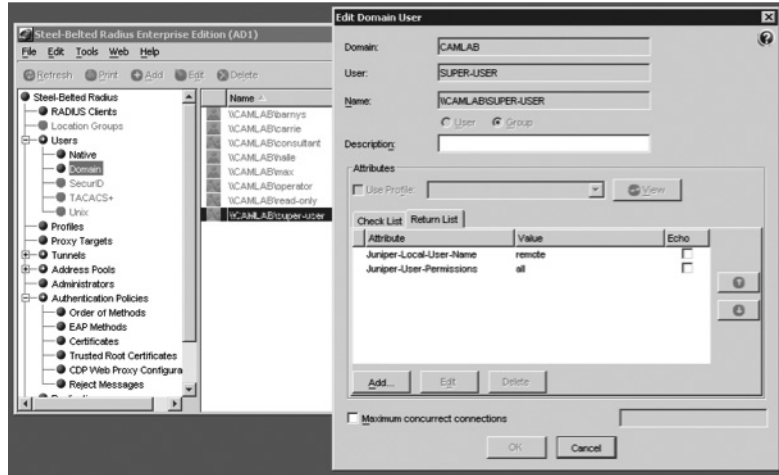 Steel-Belted Radius Enterprise Edition (AD1)
File Edit Tools Web Help
Refresh Print Add Edit Delete
Steel-Belted Radius
RADIUS Clients
Location Groups
Users
Native
Domain
SecurID
TACACS+
Unix
Profiles
Proxy Targets
Tunnels
Address Pools
Administrators
Authentication Policies
Order of Methods
EAP Methods
Certificates
Trusted Root Certificates
CDP Web Proxy Configura
Reject Messages
Name
\\CAMLAB\barnys
\\CAMLAB\carrie
\\CAMLAB\consultant
\\CAMLAB\halle
\\CAMLAB\max
\\CAMLAB\operator
\\CAMLAB\read-only
\\CAMLAB\super-user
Edit Domain User
Domain: CAMLAB
User: SUPER-USER
Name: \\CAMLAB\SUPER-USER
User Group
Description:
Attributes
Use Profile: View
Check List Return List
Attribute Value Echo
Juniper-Local-User-Name remote
Juniper-User-Permissions all
Add... Edit Delete
Maximum concurrect connections
OK Cancel